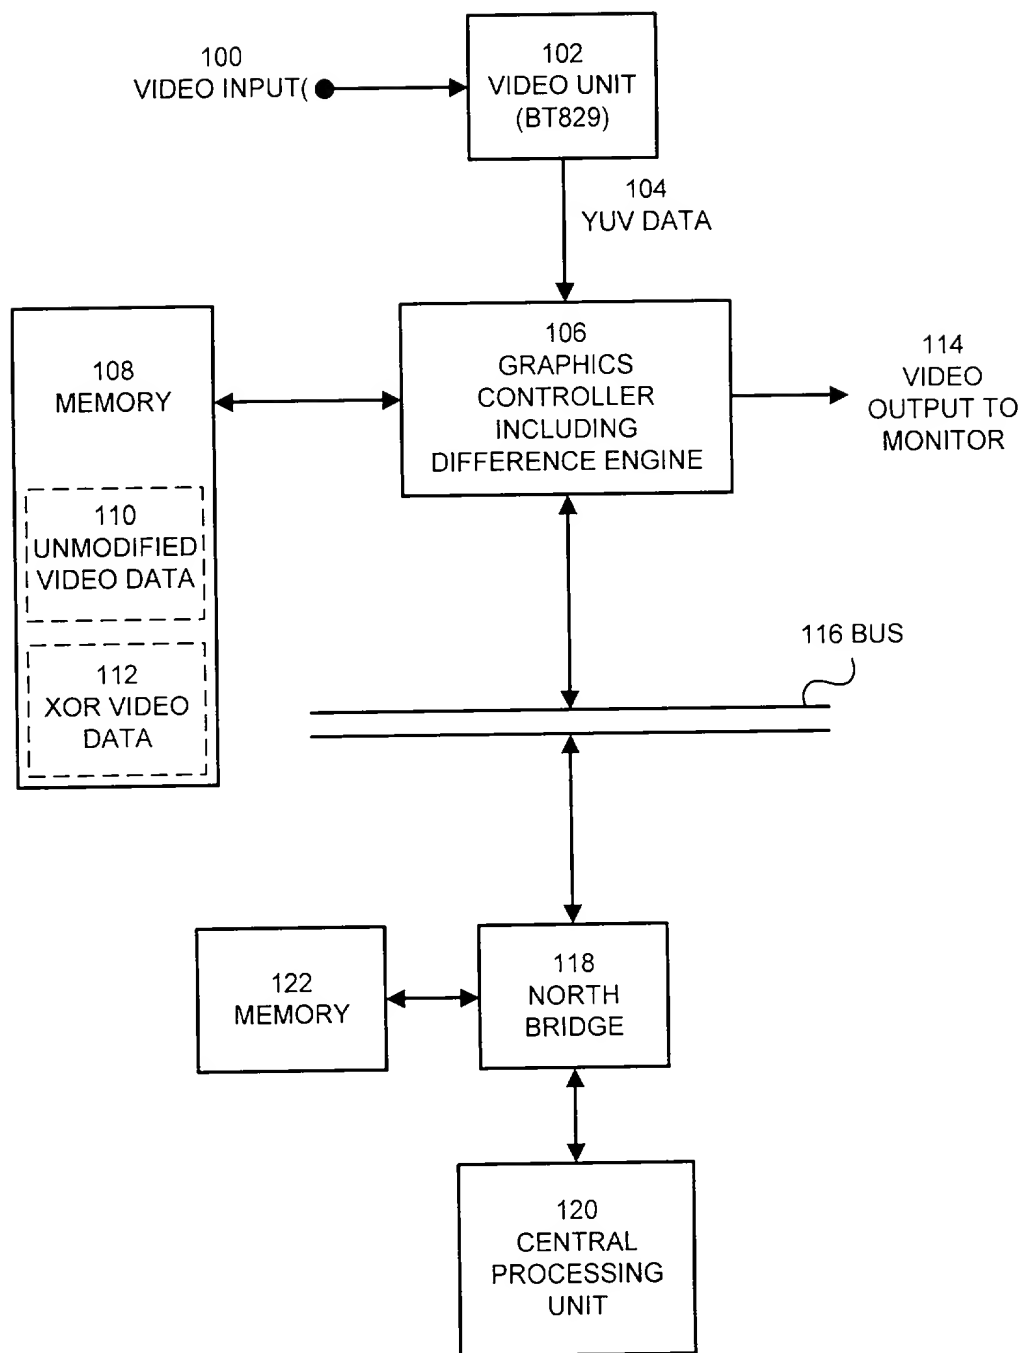 100
VIDEO INPUT(
102
VIDEO UNIT
(BT829)
104
YUV DATA
106
GRAPHICS
CONTROLLER
INCLUDING
DIFFERENCE ENGINE
108
MEMORY
110
UNMODIFIED
VIDEO DATA
112
XOR VIDEO
DATA
114
VIDEO
OUTPUT TO
MONITOR
116 BUS
118
NORTH
BRIDGE
122
MEMORY
120
CENTRAL
PROCESSING
UNIT